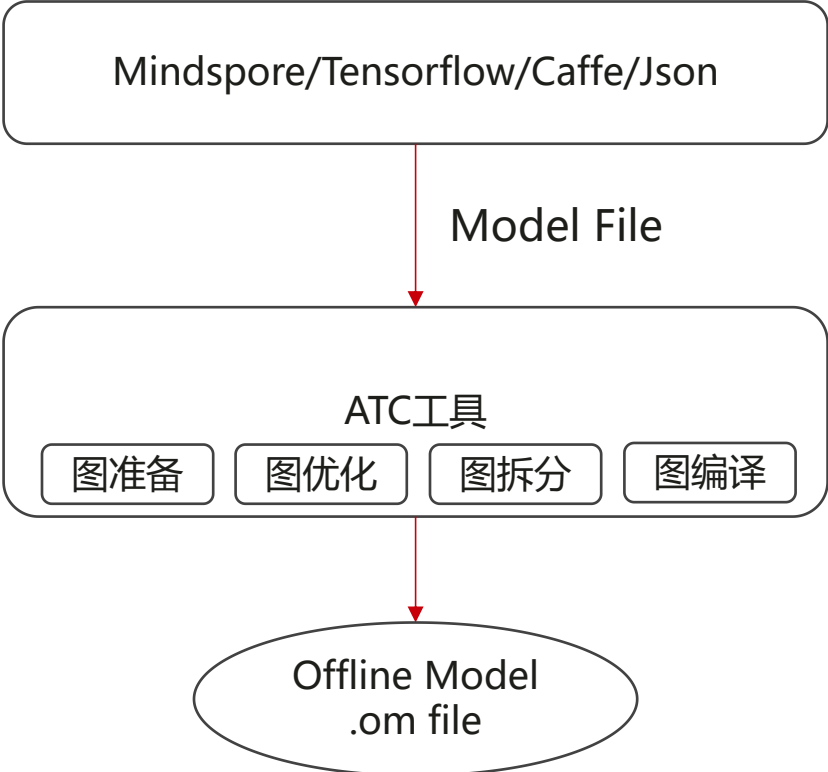 Mindspore/Tensorflow/Caffe/Json
Model File
ATC工具
图准备
图优化
图拆分
图编译
Offline Model
.om file